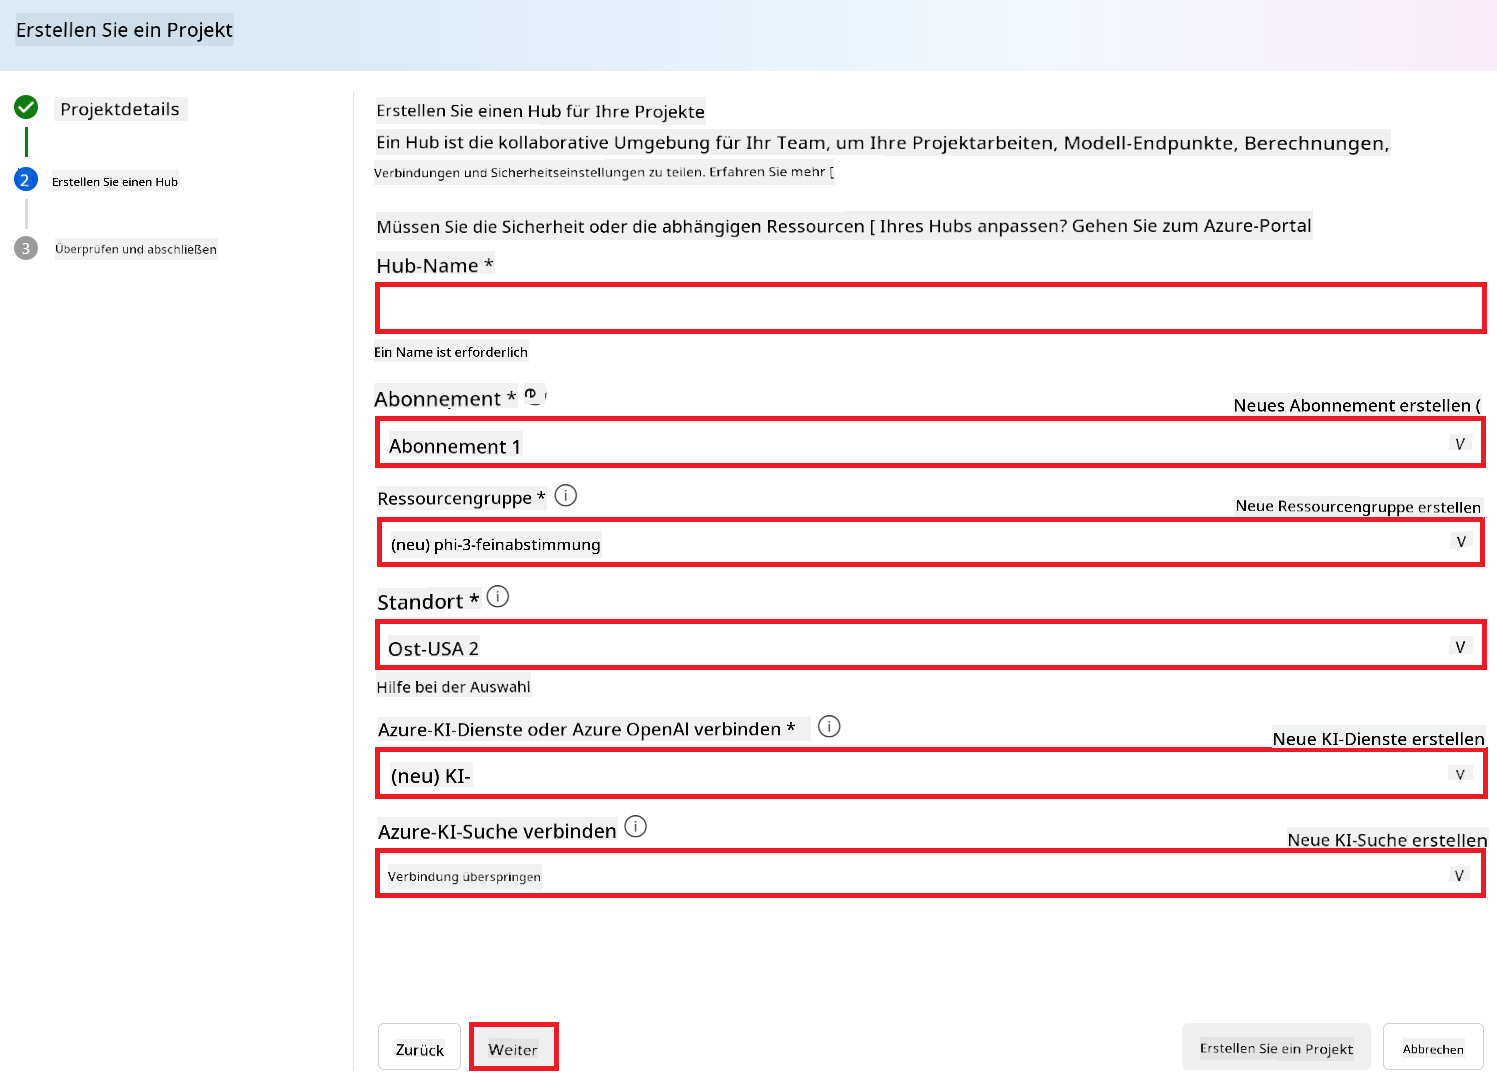 Erstellen Sie ein Projekt
Projektdetails
2
Erstellen Sie einen Hub
3
Überprüfen und abschließen
Erstellen Sie einen Hub für Ihre Projekte
Ein Hub ist die kollaborative Umgebung für Ihr Team, um Ihre Projektarbeiten, Modell-Endpunkte, Berechnungen,
Verbindungen und Sicherheitseinstellungen zu teilen. Erfahren Sie mehr [
Müssen Sie die Sicherheit oder die abhängigen Ressourcen [ Ihres Hubs anpassen? Gehen Sie zum Azure-Portal
Hub-Name *
Ein Name ist erforderlich
Abonnement *
Neues Abonnement erstellen (
Abonnement 1
V
Ressourcengruppe * i
Neue Ressourcengruppe erstellen
(neu) phi-3-feinabstimmung
V
Standort * i
Ost-USA 2
V
Hilfe bei der Auswahl
Azure-KI-Dienste oder Azure OpenAI verbinden * i
Neue KI-Dienste erstellen
(neu) KI-
V
Azure-KI-Suche verbinden i
Neue KI-Suche erstellen
Verbindung überspringen
V
Zurück
Weiter
Erstellen Sie ein Projekt
Abbrechen